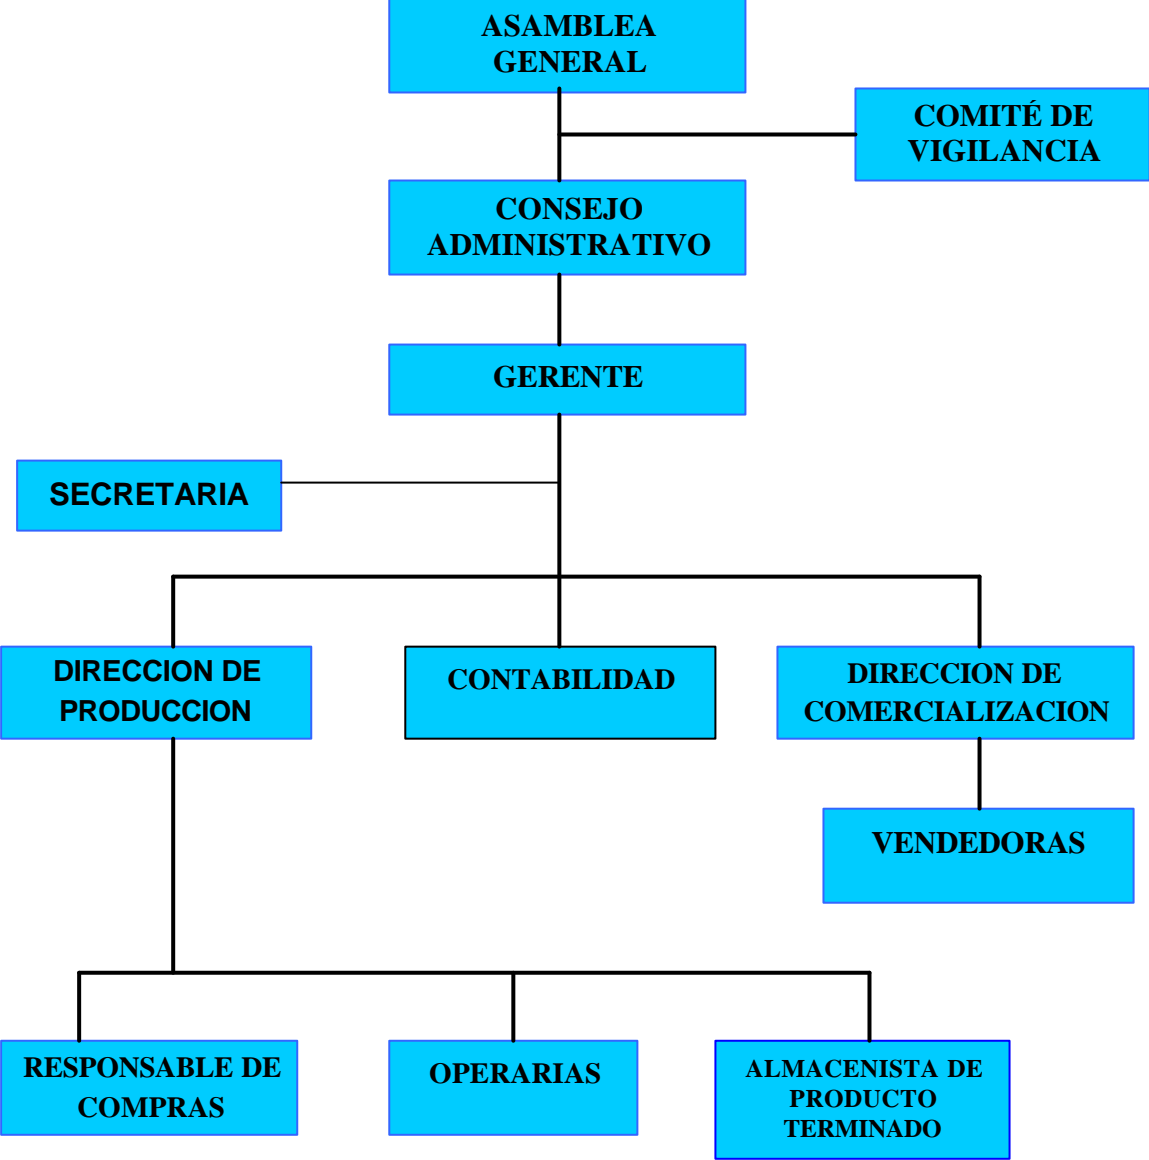 ASAMBLEA
GENERAL
COMITÉ DE
VIGILANCIA
CONSEJO
ADMINISTRATIVO
GERENTE
SECRETARIA
DIRECCION DE
PRODUCCION
CONTABILIDAD
DIRECCION DE
COMERCIALIZACION
VENDEDORAS
RESPONSABLE DE
COMPRAS
OPERARIAS
ALMACENISTA DE
PRODUCTO
TERMINADO